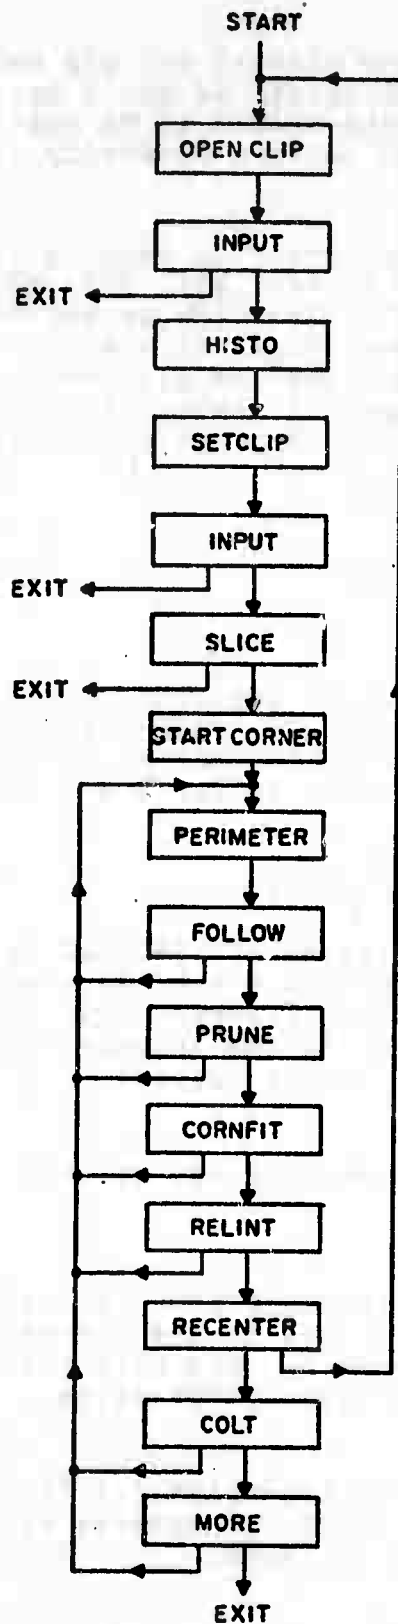 START
OPEN CLIP
INPUT
EXIT
HISTO
SETCLIP
INPUT
EXIT
SLICE
EXIT
START CORNER
PERIMETER
FOLLOW
PRUNE
CORNFIT
RELINT
RECENTER
COLT
MORE
EXIT